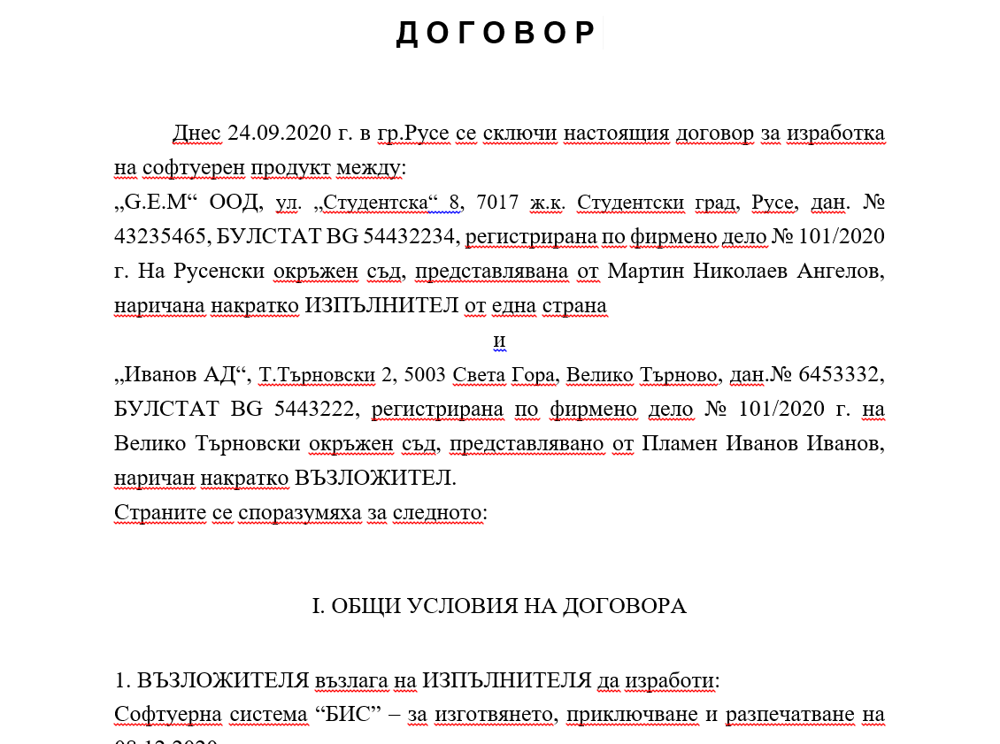 Д О Г О В О Р
Днес 24.09.2020 г. в гр.Русе се сключи настоящия договор за изработка
на софтуерен продукт между:
„G.E.M“ ООД, ул. „Студентска“ 8, 7017 ж.к. Студентски град, Русе, дан. №
43235465, БУЛСТАТ BG 54432234, регистрирана по фирмено дело № 101/2020
г. На Русенски окръжен съд, представлявана от Мартин Николаев Ангелов,
наричана накратко ИЗПЪЛНИТЕЛ от една страна
и
„Иванов АД“, Т.Търновски 2, 5003 Света Гора, Велико Търново, дан.№ 6453332,
БУЛСТАТ BG 5443222, регистрирана по фирмено дело № 101/2020 г. на
Велико Търновски окръжен съд, представлявано от Пламен Иванов Иванов,
наричан накратко ВЪЗЛОЖИТЕЛ.
Страните се споразумяха за следното:
I. ОБЩИ УСЛОВИЯ НА ДОГОВОРА
1. ВЪЗЛОЖИТЕЛЯ възлага на ИЗПЪЛНИТЕЛЯ да изработи:
Софтуерна система “БИС” – за изготвянето, приключване и разпечатване на
08.12.2020